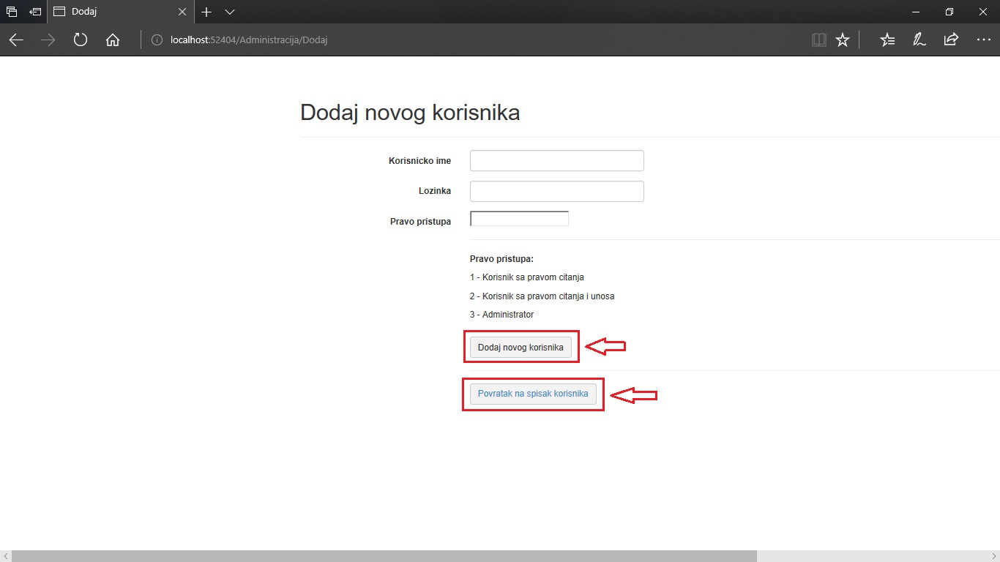 Dodaj
localhost:52404/Administracija/Dodaj
Dodaj novog korisnika
Korisnicko ime
Lozinka
Pravo pristupa
Pravo pristupa:
1 - Korisnik sa pravom citanja
2 - Korisnik sa pravom citanja i unosa
3 - Administrator
Dodaj novog korisnika
Povratak na spisak korisnika